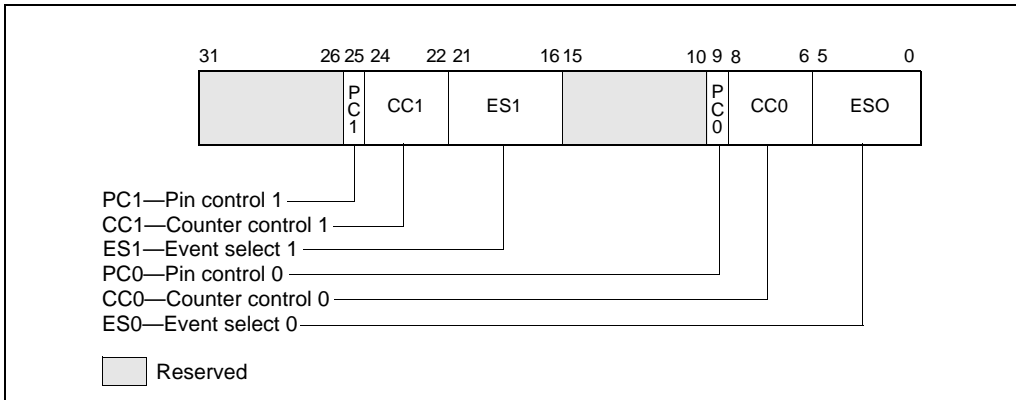 31 26 25 24 22 21 16 15 10 9 8 6 5 0
PC1 CC1 ES1 PC0 CC0 ESO
PC1—Pin control 1
CC1—Counter control 1
ES1—Event select 1
PC0—Pin control 0
CC0—Counter control 0
ES0—Event select 0
Reserved